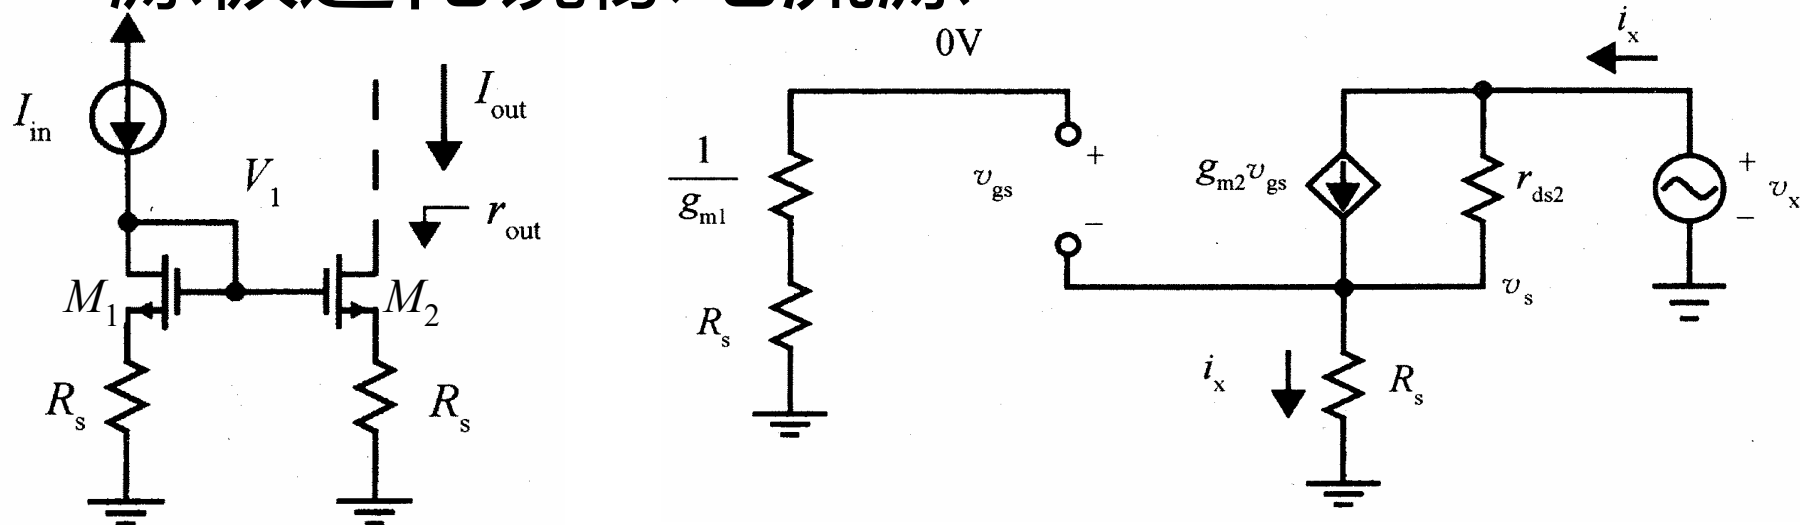 0V
i_x
I_in
I_out
V_1
r_out
M_1
M_2
R_s
R_s
1/g_m1
R_s
v_gs
+
−
g_m2 v_gs
r_ds2
+
v_x
−
v_s
i_x
R_s